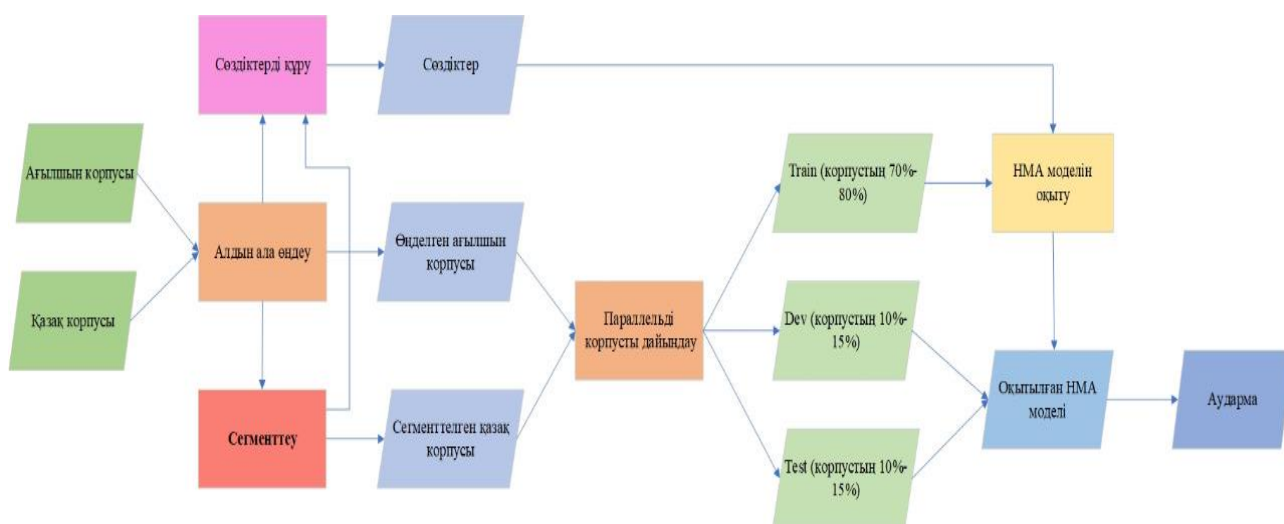 Сөздіктерді құру
Сөздіктер
Ағылшын корпусы
Қазақ корпусы
Алдын ала өңдеу
Сегменттеу
Өңделген ағылшын
корпусы
Сегменттелген қазақ
корпусы
Параллельді
корпусты дайындау
Train (корпустың 70%-
80%)
Dev (корпустың 10%-
15%)
Test (корпустың 10%-
15%)
НМА моделін
оқыту
Оқытылған НМА
моделі
Аударма